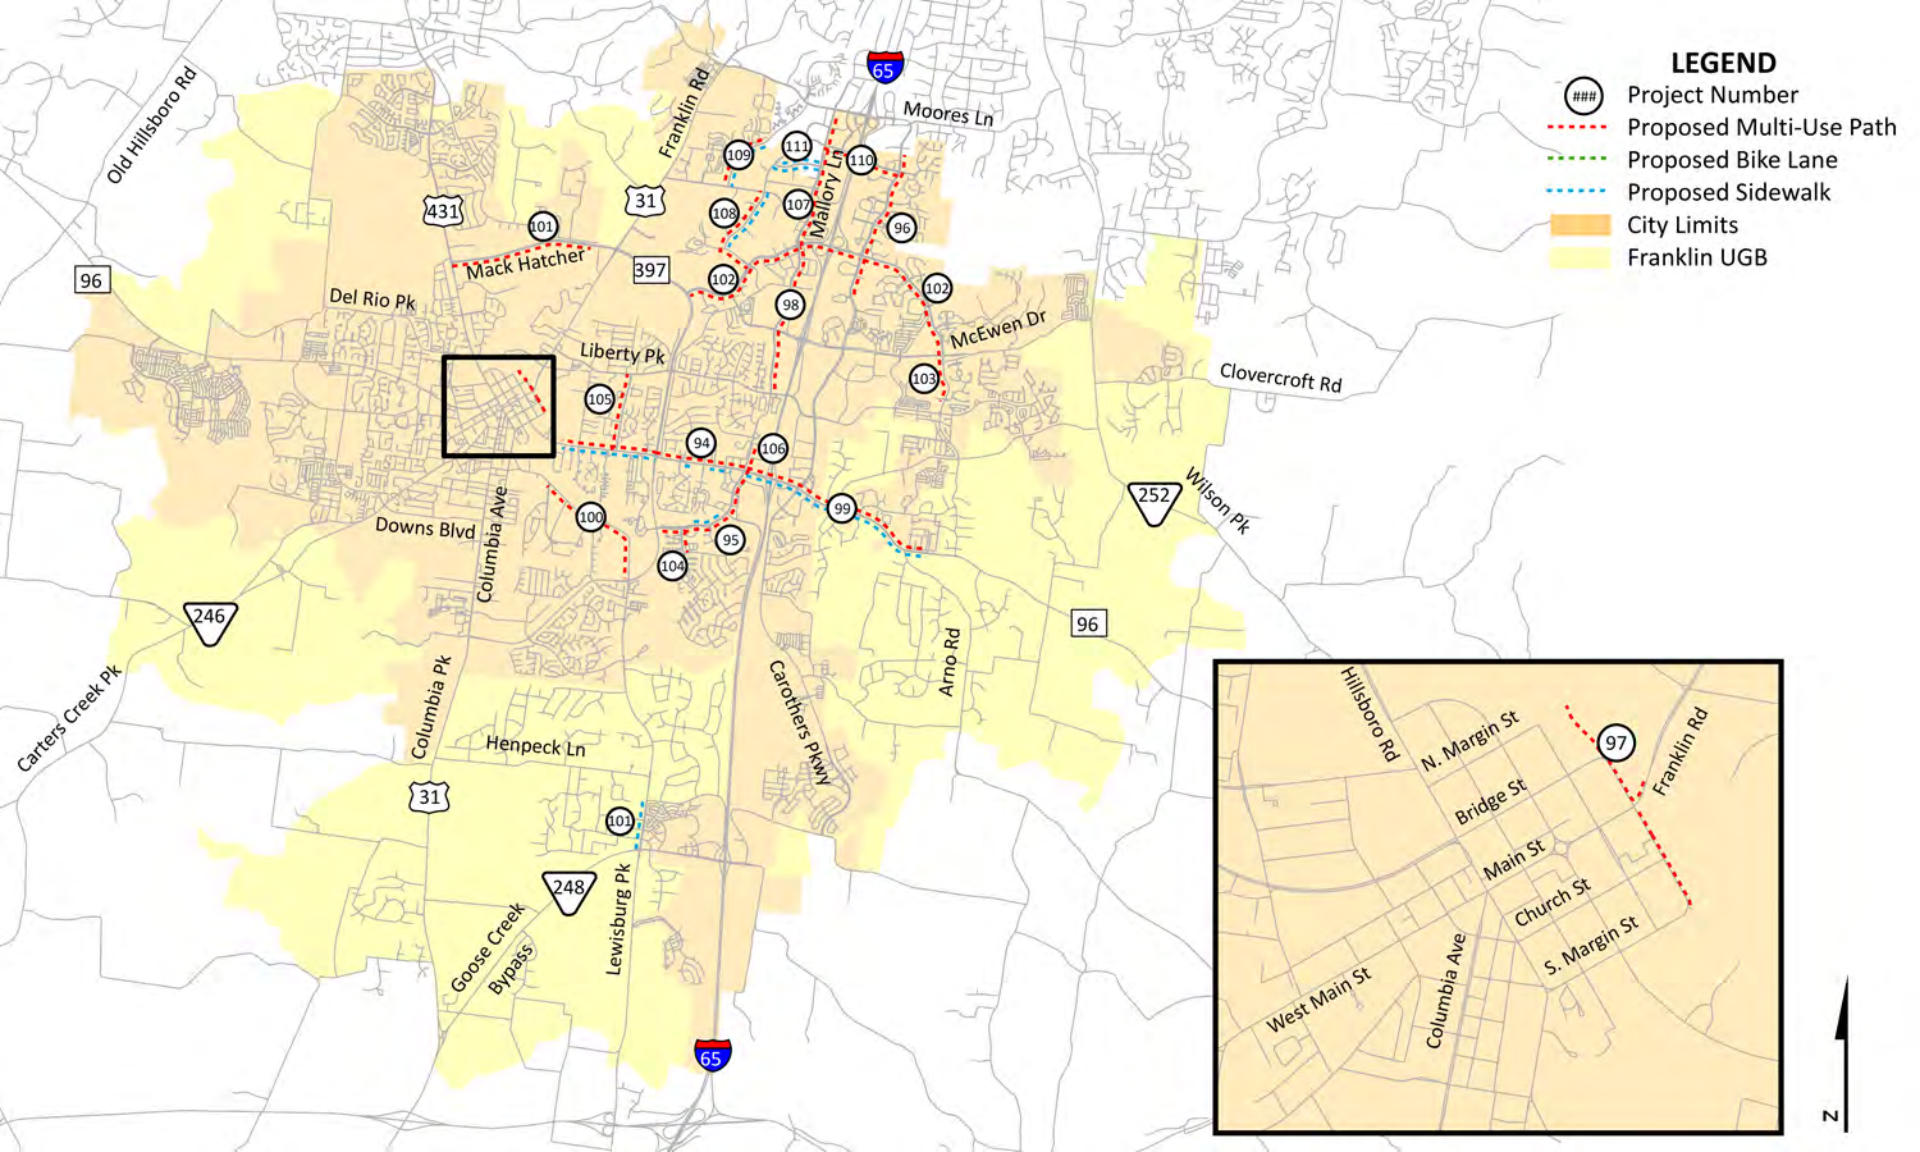 LEGEND
###
Project Number
Proposed Multi-Use Path
Proposed Bike Lane
Proposed Sidewalk
City Limits
Franklin UGB
65
Moores Ln
Old Hillsboro Rd
Franklin Rd
109
111
110
Mallory Ln
431
31
101
108
107
96
Mack Hatcher
397
96
102
98
102
Del Rio Pk
McEwen Dr
Liberty Pk
103
Clovercroft Rd
105
94
106
252
Wilson Pk
99
Downs Blvd
Columbia Ave
100
95
104
246
96
Carters Creek Pk
Columbia Pk
Carothers Pkwy
Arno Rd
Henpeck Ln
31
101
248
Lewisburg Pk
Goose Creek
Bypass
65
Hillsboro Rd
N. Margin St
97
Franklin Rd
Bridge St
Main St
Church St
S. Margin St
West Main St
Columbia Ave
N